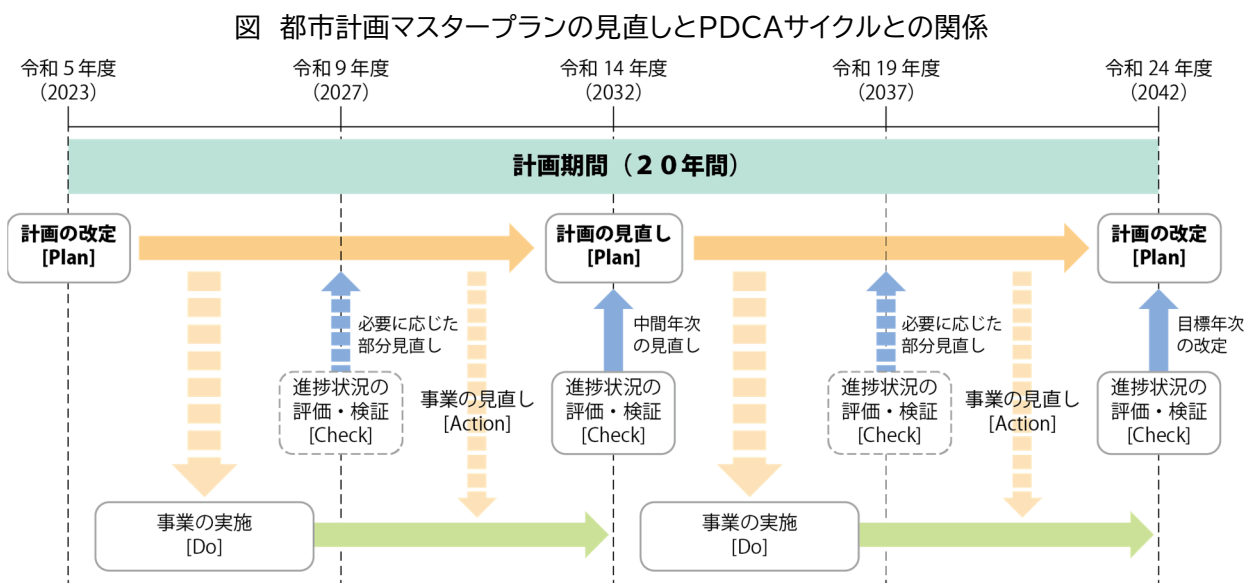 図 都市計画マスタープランの見直しとPDCAサイクルとの関係
令和5年度
(2023)
令和9年度
(2027)
令和14年度
(2032)
令和19年度
(2037)
令和24年度
(2042)
計画期間（２０年間）
計画の改定
[Plan]
計画の見直し
[Plan]
計画の改定
[Plan]
必要に応じた
部分見直し
中間年次
の見直し
必要に応じた
部分見直し
目標年次
の改定
進捗状況の
評価・検証
[Check]
事業の見直し
[Action]
進捗状況の
評価・検証
[Check]
進捗状況の
評価・検証
[Check]
事業の見直し
[Action]
進捗状況の
評価・検証
[Check]
事業の実施
[Do]
事業の実施
[Do]